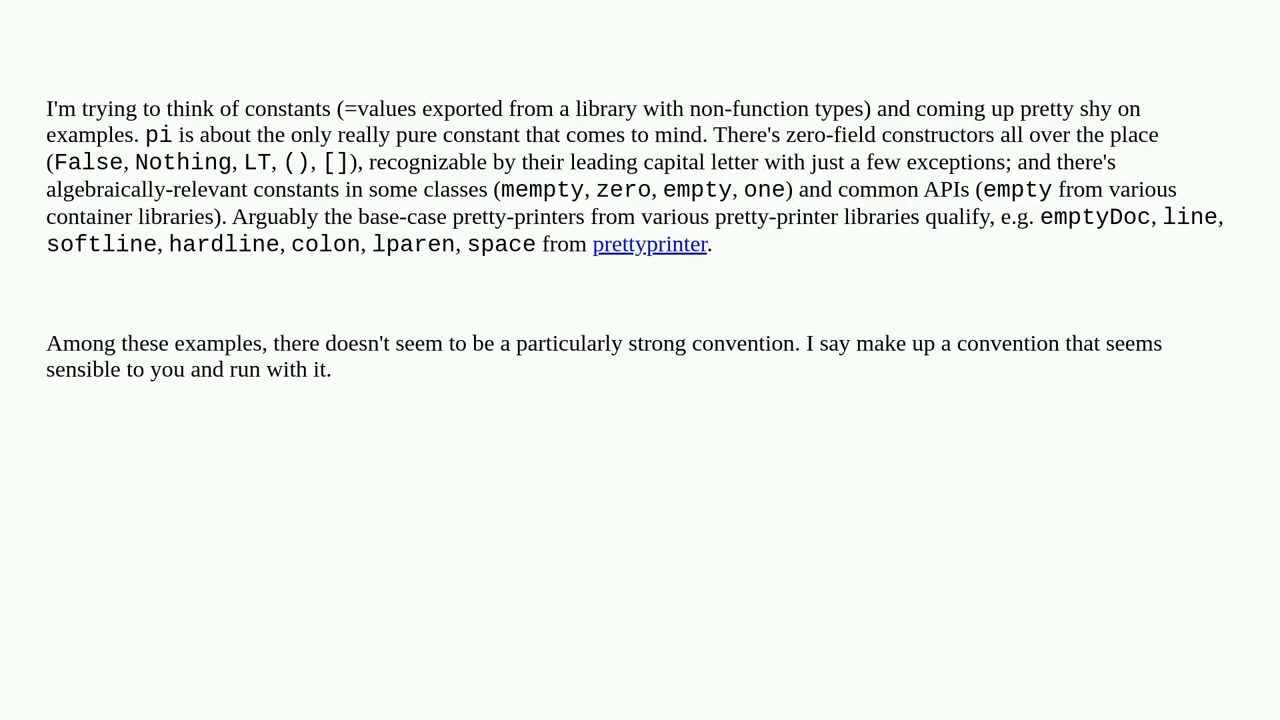 I'm trying to think of constants (=values exported from a library with non-function types) and coming up pretty shy on
examples. pi is about the only really pure constant that comes to mind. There's zero-field constructors all over the place
(False, Nothing, LT, (), []), recognizable by their leading capital letter with just a few exceptions; and there's
algebraically-relevant constants in some classes (mempty, zero, empty, one) and common APIs (empty from various
container libraries). Arguably the base-case pretty-printers from various pretty-printer libraries qualify, e.g. emptyDoc, line,
softline, hardline, colon, lparen, space from prettyprinter.
Among these examples, there doesn't seem to be a particularly strong convention. I say make up a convention that seems
sensible to you and run with it.